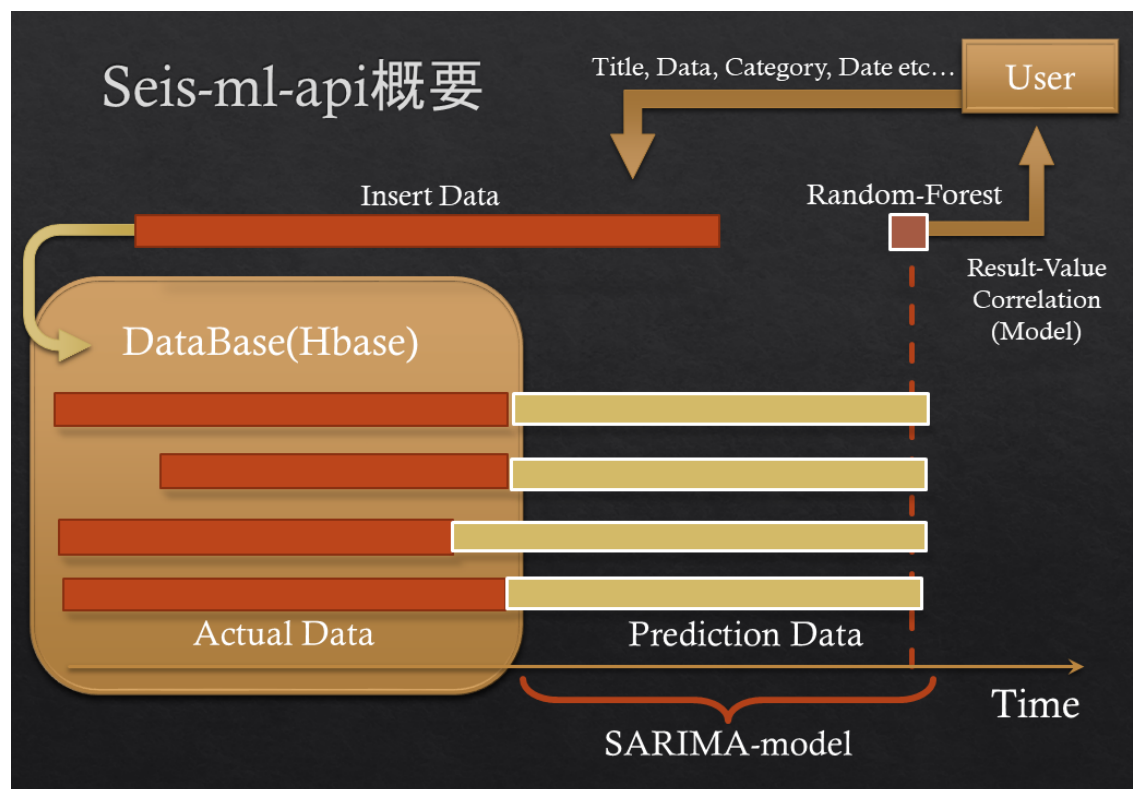 Seis-ml-api概要
Title, Data, Category, Date etc…
User
Insert Data
Random-Forest
Result-Value
Correlation
(Model)
DataBase(Hbase)
Actual Data
Prediction Data
Time
SARIMA-model